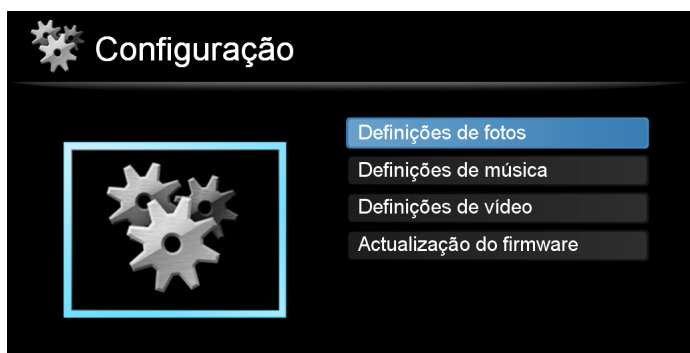 Configuração
Definições de fotos
Definições de música
Definições de vídeo
Actualização do firmware